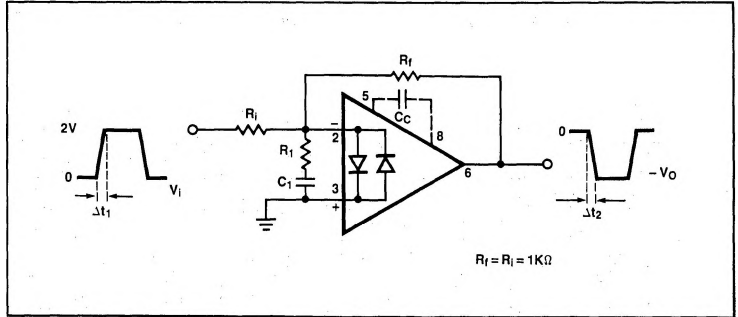 Rf
5
CC
8
Ri
2V
−
2
R1
C1
3
+
6
0
Vi
Δt1
0
−VO
Δt2
Rf = Ri = 1KΩ